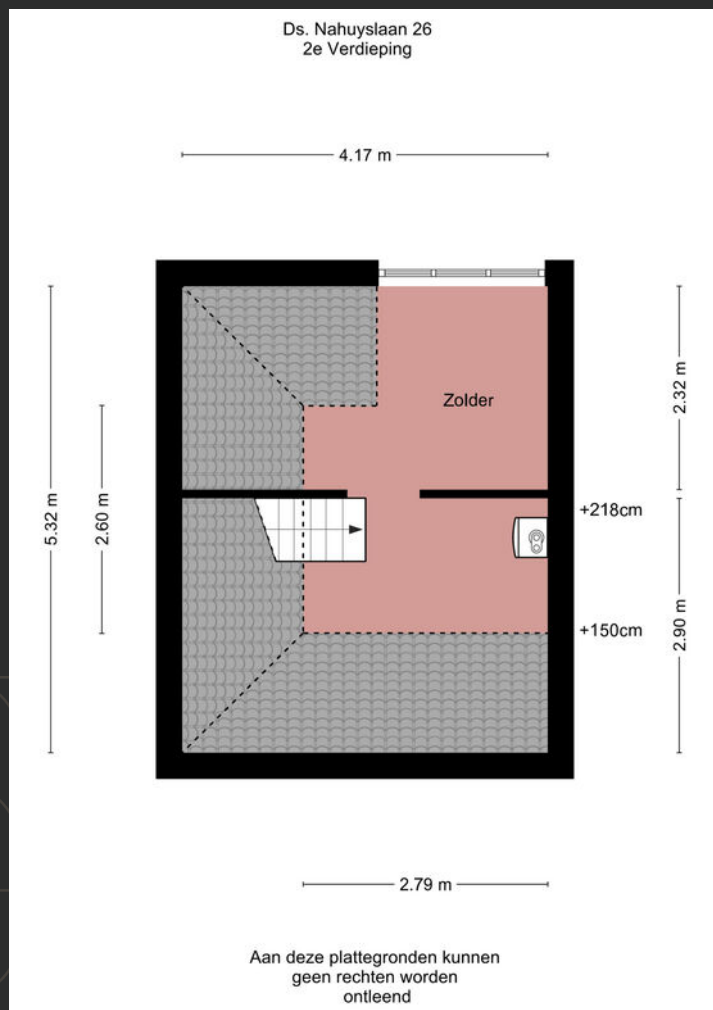 Ds. Nahuyslaan 26
2e Verdieping
4.17 m
5.32 m
2.60 m
Zolder
2.32 m
+218cm
+150cm
2.90 m
2.79 m
Aan deze plattegronden kunnen
geen rechten worden
ontleend